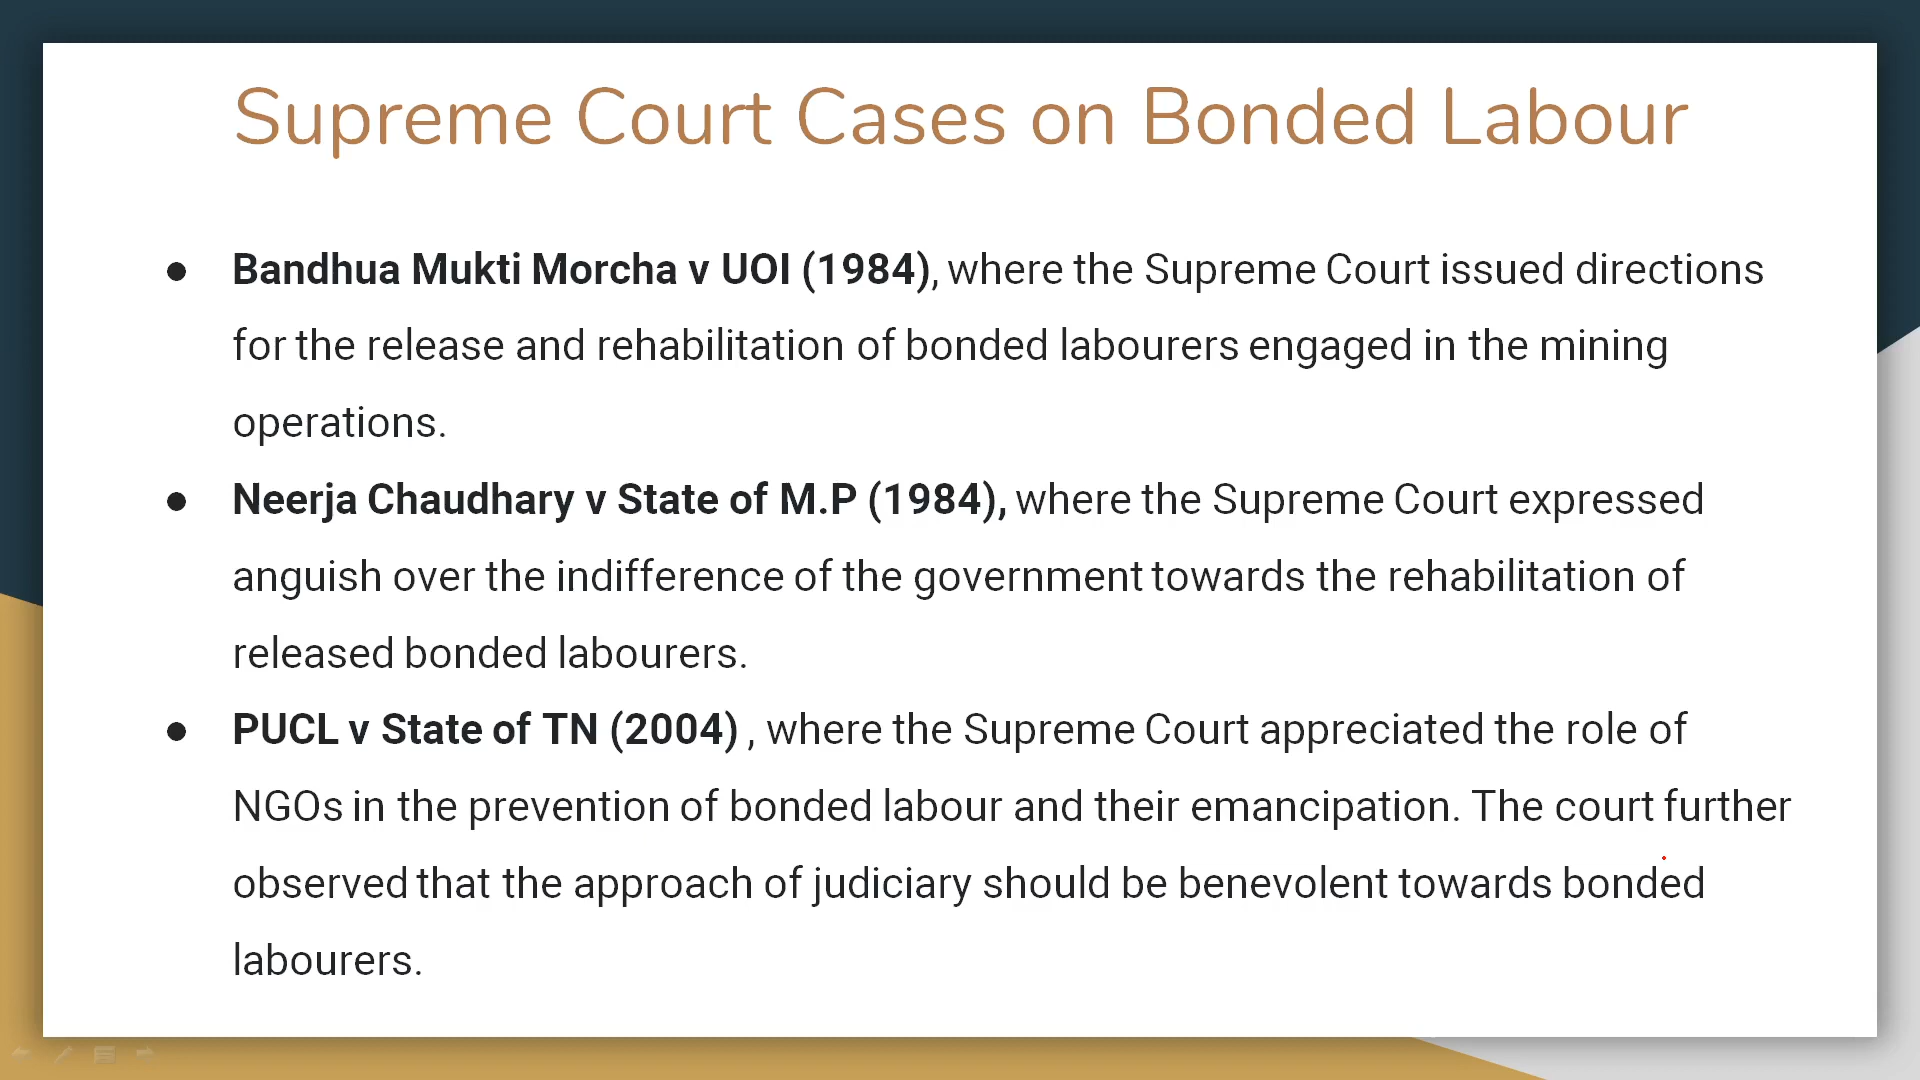 Supreme Court Cases on Bonded Labour
● Bandhua Mukti Morcha v UOI (1984), where the Supreme Court issued directions
for the release and rehabilitation of bonded labourers engaged in the mining
operations.
● Neerja Chaudhary v State of M.P (1984), where the Supreme Court expressed
anguish over the indifference of the government towards the rehabilitation of
released bonded labourers.
● PUCL v State of TN (2004) , where the Supreme Court appreciated the role of
NGOs in the prevention of bonded labour and their emancipation. The court further
observed that the approach of judiciary should be benevolent towards bonded
labourers.